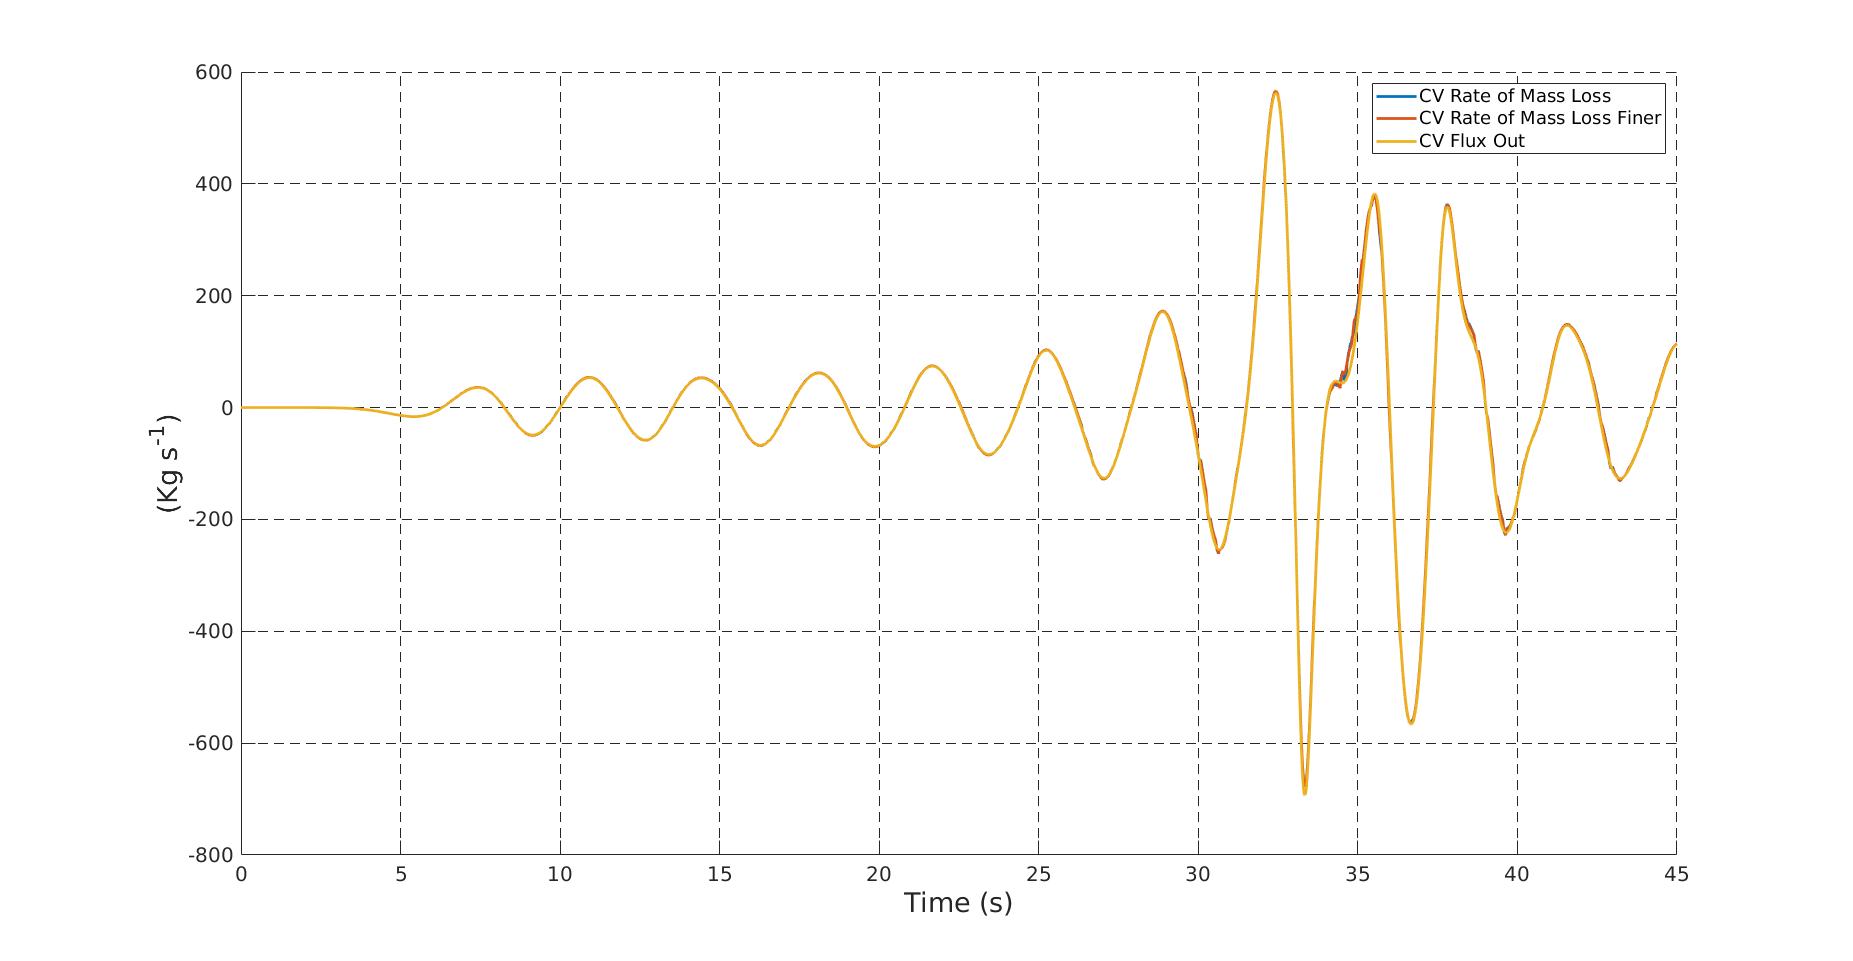 600
400
200
0
-200
-400
-600
-800
(Kg s-1)
CV Rate of Mass Loss
CV Rate of Mass Loss Finer
CV Flux Out
0 5 10 15 20 25 30 35 40 45
Time (s)